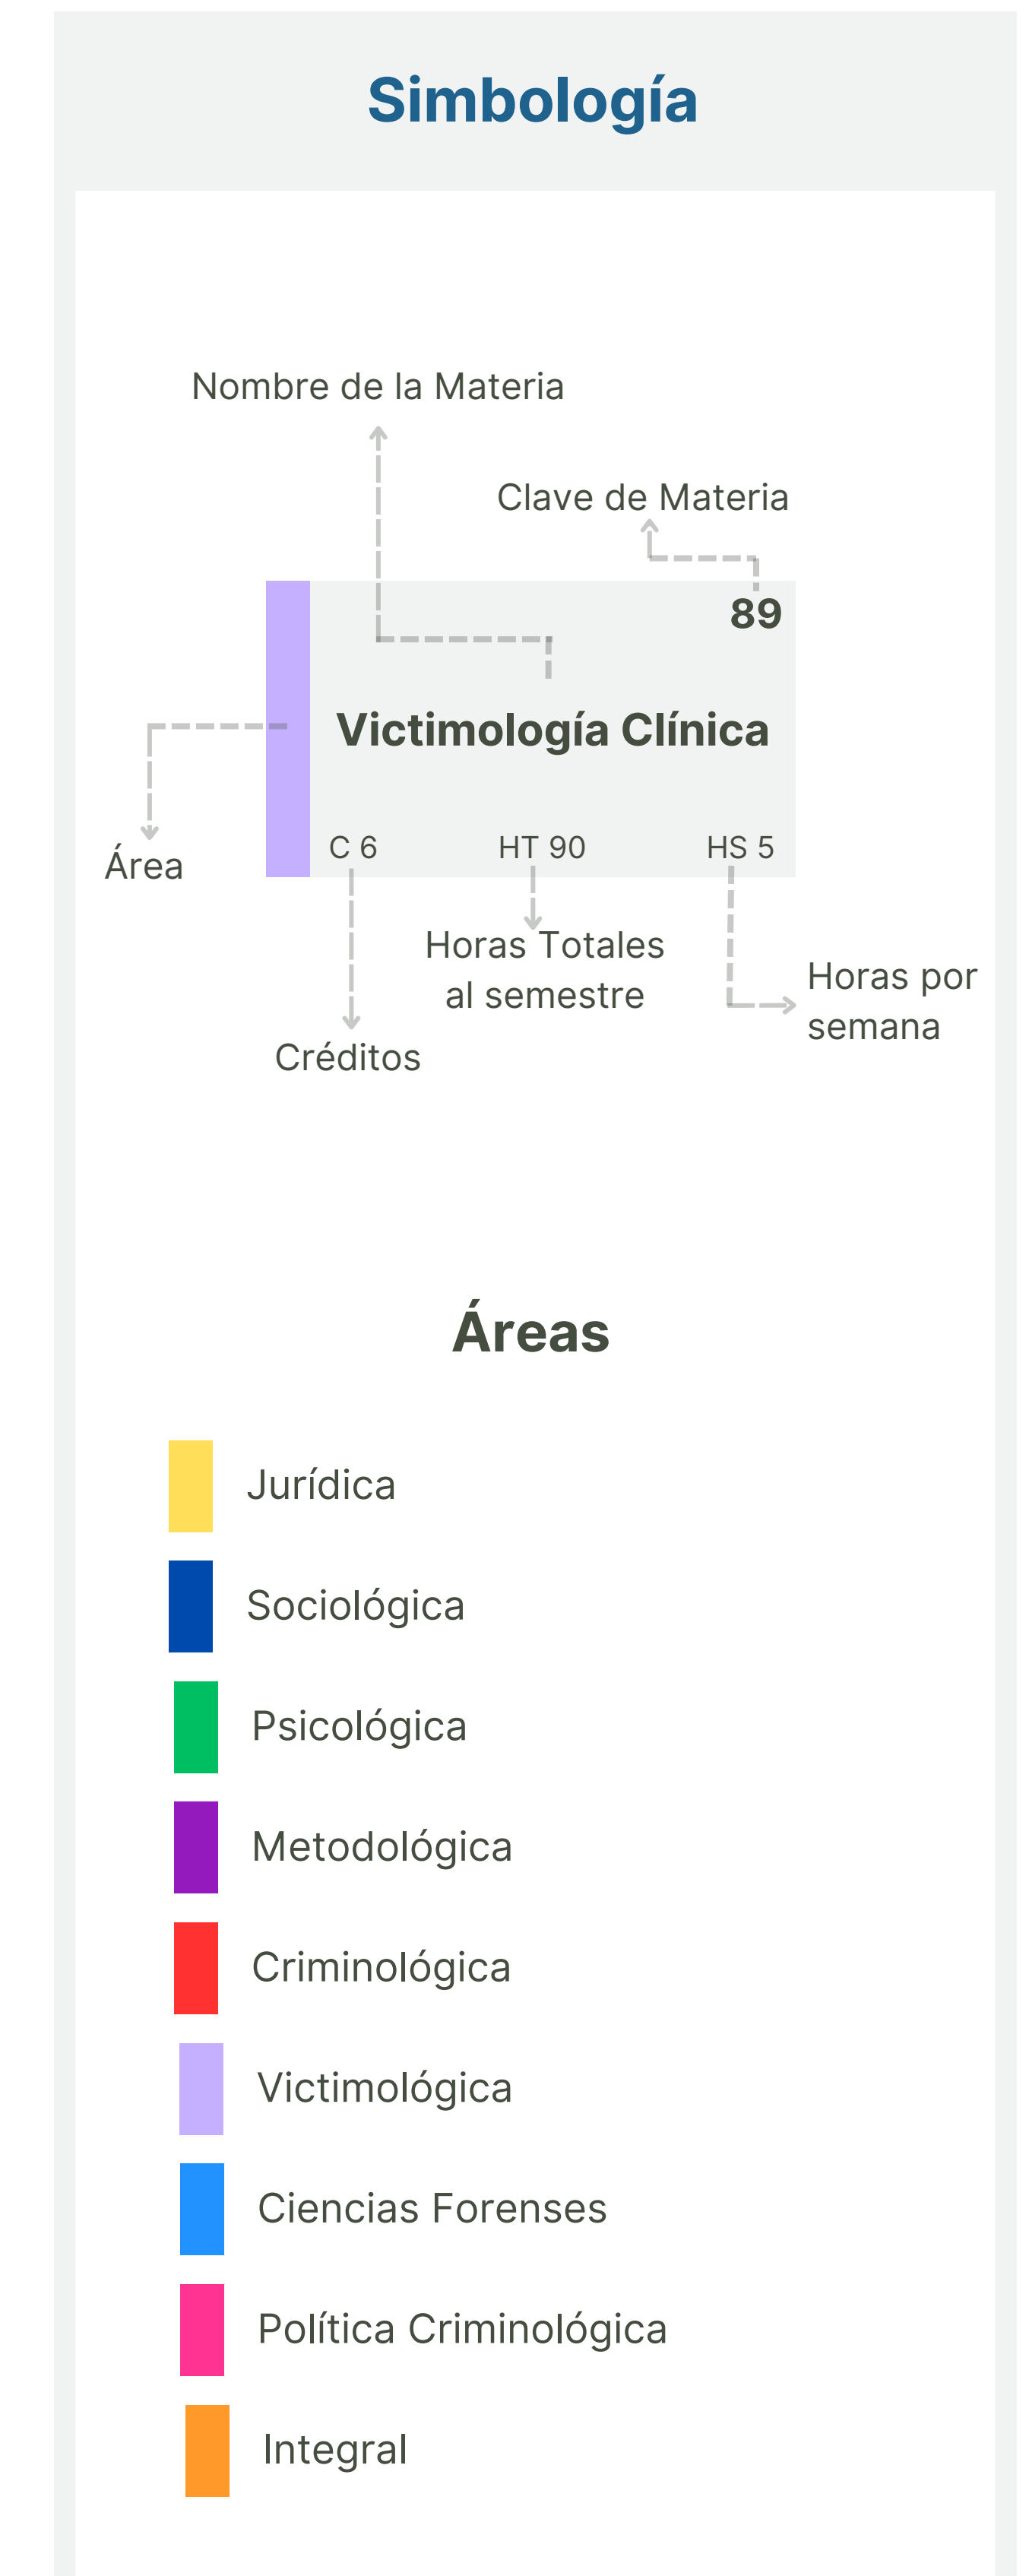 Simbología
Nombre de la Materia
Clave de Materia
89
Victimología Clínica
Área
C 6
HT 90
HS 5
Horas Totales
al semestre
Horas por
semana
Créditos
Áreas
Jurídica
Sociológica
Psicológica
Metodológica
Criminológica
Victimológica
Ciencias Forenses
Política Criminológica
Integral